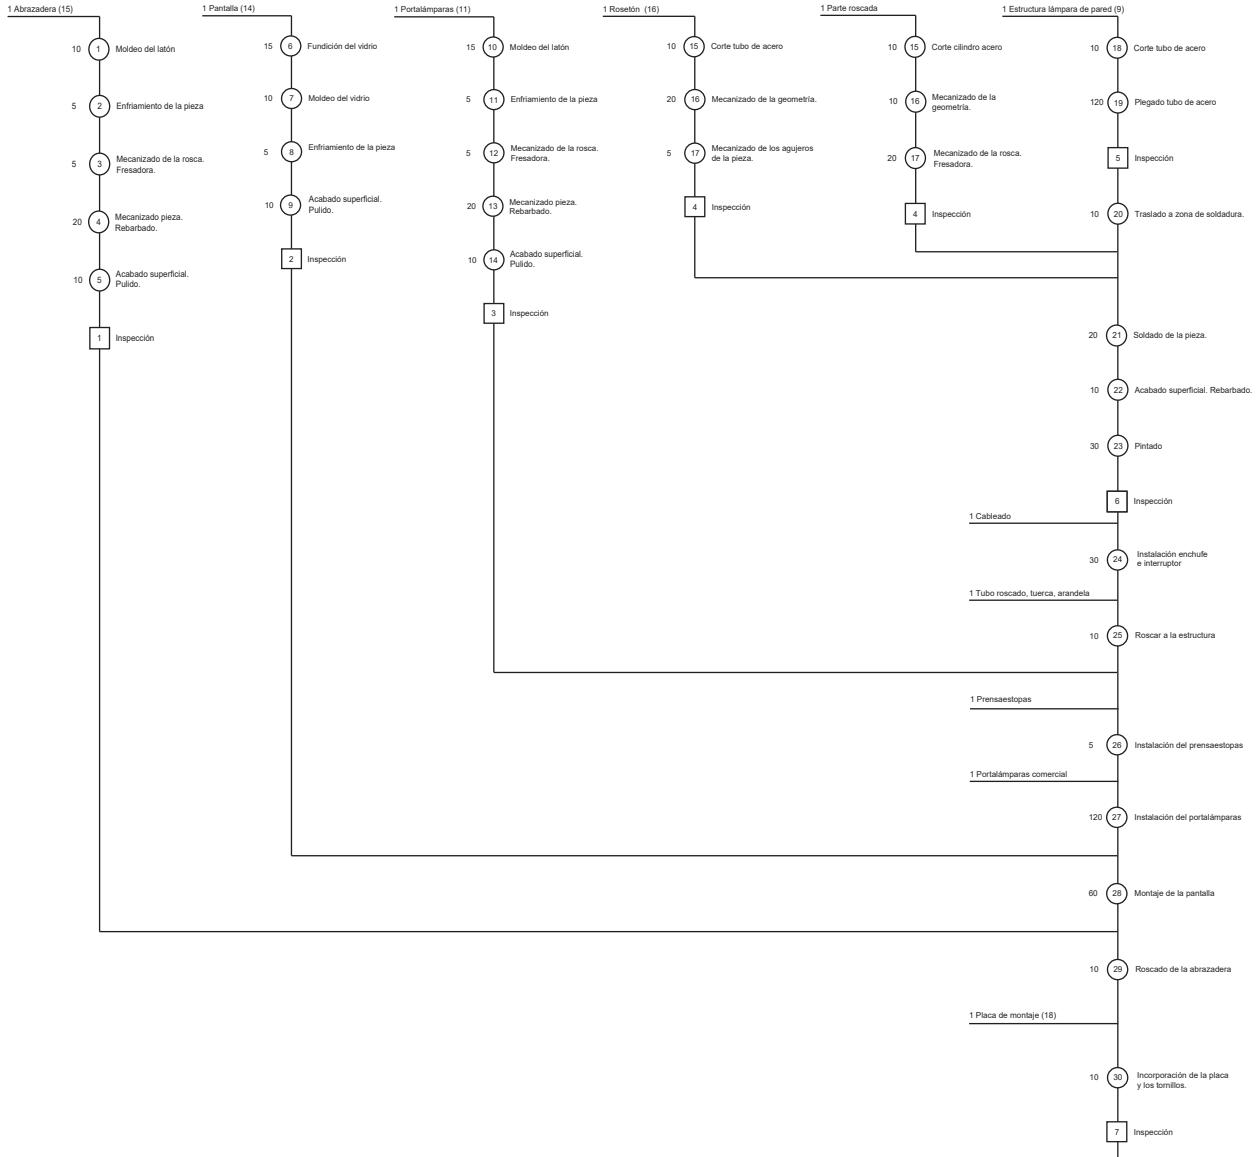 1 Abrazadera (15)
10 1 Moldeo del latón
5 2 Enfriamiento de la pieza
5 3 Mecanizado de la rosca.
Fresadora.
20 4 Mecanizado pieza.
Rebarbado.
10 5 Acabado superficial.
Pulido.
1 Inspección
1 Pantalla (14)
15 6 Fundición del vidrio
10 7 Moldeo del vidrio
5 8 Enfriamiento de la pieza
10 9 Acabado superficial.
Pulido.
2 Inspección
1 Portalámparas (11)
15 10 Moldeo del latón
5 11 Enfriamiento de la pieza
5 12 Mecanizado de la rosca.
Fresadora.
20 13 Mecanizado pieza.
Rebarbado.
10 14 Acabado superficial.
Pulido.
3 Inspección
1 Rosetón (16)
10 15 Corte tubo de acero
20 16 Mecanizado de la geometría.
5 17 Mecanizado de los agujeros
de la pieza.
4 Inspección
1 Parte roscada
10 15 Corte cilindro acero
10 16 Mecanizado de la
geometría.
20 17 Mecanizado de la rosca.
Fresadora.
4 Inspección
1 Estructura lámpara de pared (9)
10 18 Corte tubo de acero
120 19 Plegado tubo de acero
5 Inspección
10 20 Traslado a zona de soldadura.
20 21 Soldado de la pieza.
10 22 Acabado superficial. Rebarbado.
30 23 Pintado
6 Inspección
1 Cableado
30 24 Instalación enchufe
e interruptor
1 Tubo roscado, tuerca, arandela
10 25 Roscar a la estructura
1 Prensaestopas
5 26 Instalación del prensaestopas
1 Portalámparas comercial
120 27 Instalación del portalámparas
60 28 Montaje de la pantalla
10 29 Roscado de la abrazadera
1 Placa de montaje (18)
10 30 Incorporación de la placa
y los tornillos.
7 Inspección